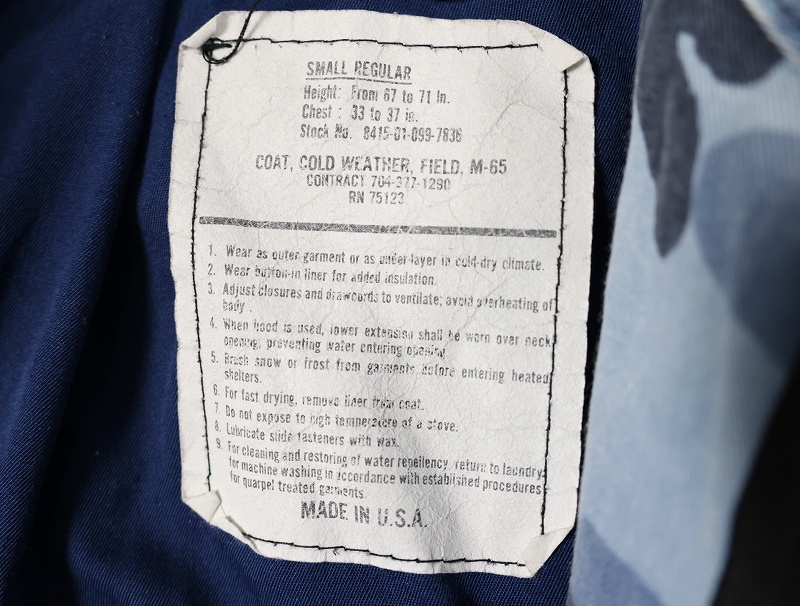 SMALL REGULAR
Height: From 67 to 71 In.
Chest : 33 to 37 in.
Stock No. 8415-01-099-7836
COAT, COLD WEATHER, FIELD, M-65
CONTRACT 704-377-1290
RN 75123
1. Wear as outer garment or as under-layer in cold-dry climate.
2. Wear button-in liner for added insulation.
3. Adjust closures and drawcords to ventilate; avoid overheating of
body .
4. When hood is used, lower extension shall be worn over neck
opening, preventing water entering opening.
5. Brush snow or frost from garments before entering heated
shelters.
6. For fast drying, remove liner from coat.
7. Do not expose to high temperature of a stove.
8. Lubricate slide fasteners with wax.
9. For cleaning and restoring of water repellency, return to laundry
for machine washing in accordance with established procedures
for quarpel treated garments.
MADE IN U.S.A.